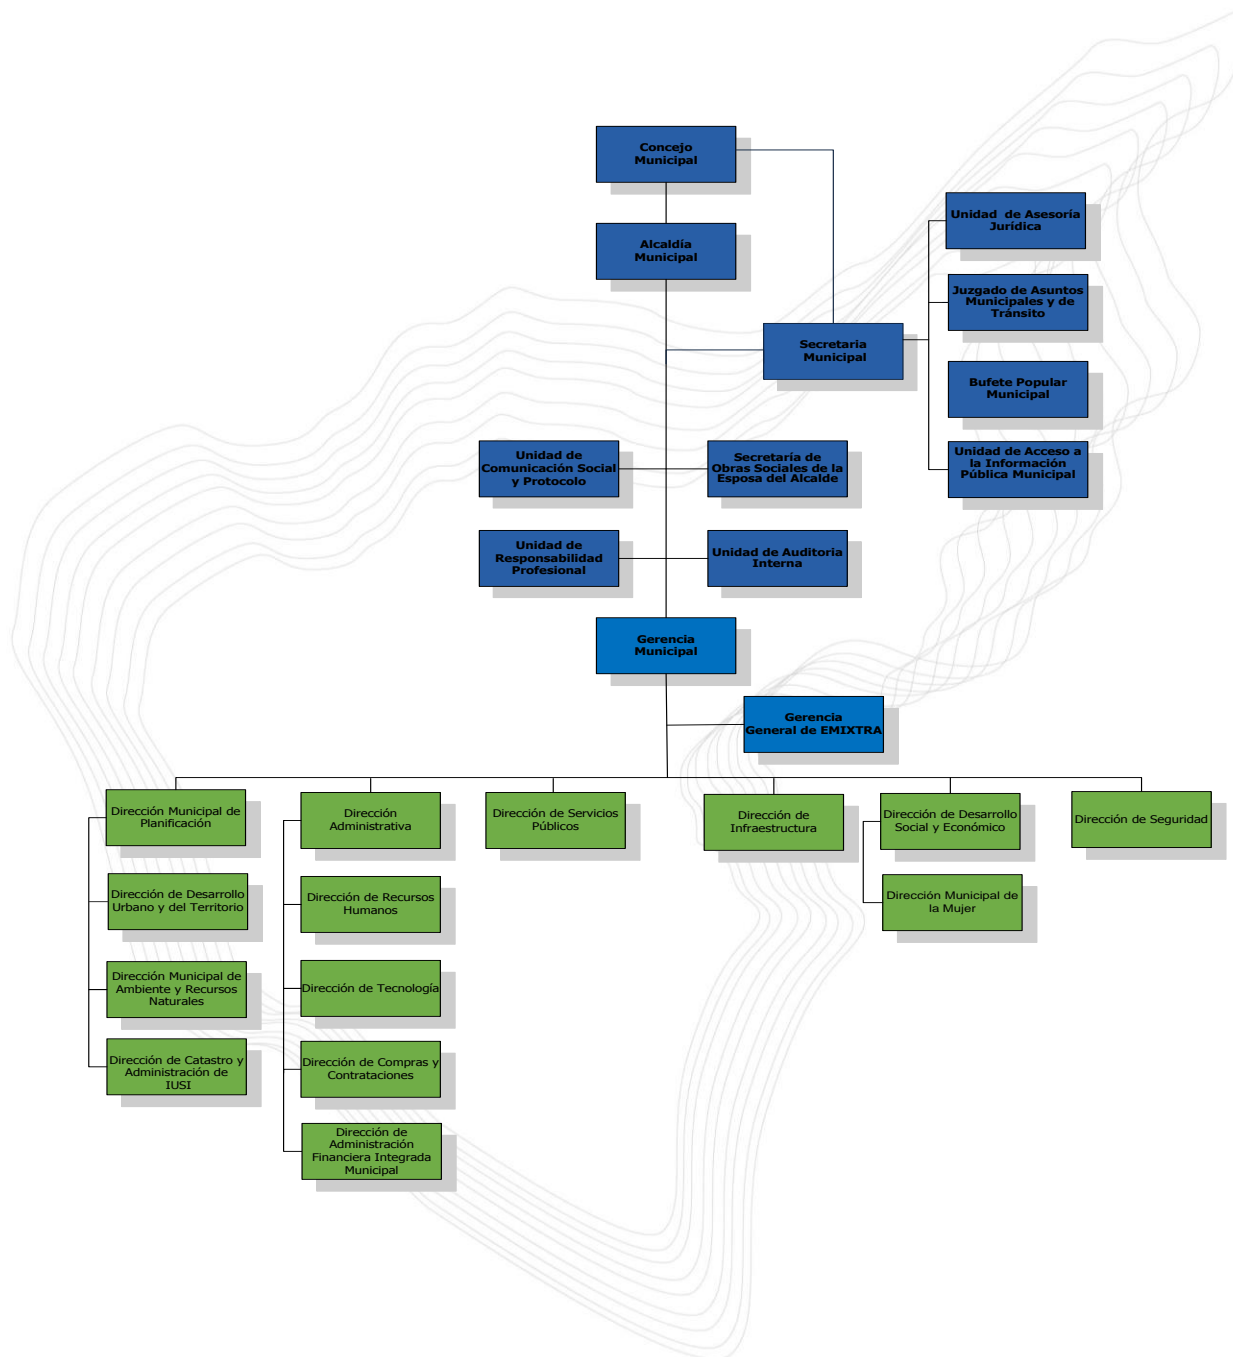 Concejo
Municipal
Alcaldía
Municipal
Unidad de Asesoría
Jurídica
Juzgado de Asuntos
Municipales y de
Tránsito
Secretaria
Municipal
Bufete Popular
Municipal
Unidad de Acceso a
la Información
Pública Municipal
Unidad de
Comunicación Social
y Protocolo
Secretaría de
Obras Sociales de la
Esposa del Alcalde
Unidad de
Responsabilidad
Profesional
Unidad de Auditoria
Interna
Gerencia
Municipal
Gerencia
General de EMIXTRA
Dirección Municipal de
Planificación
Dirección
Administrativa
Dirección de Servicios
Públicos
Dirección de
Infraestructura
Dirección de Desarrollo
Social y Económico
Dirección de Seguridad
Dirección de Desarrollo
Urbano y del Territorio
Dirección de Recursos
Humanos
Dirección Municipal de
la Mujer
Dirección Municipal de
Ambiente y Recursos
Naturales
Dirección de Tecnología
Dirección de Catastro y
Administración de
IUSI
Dirección de Compras y
Contrataciones
Dirección de
Administración
Financiera Integrada
Municipal